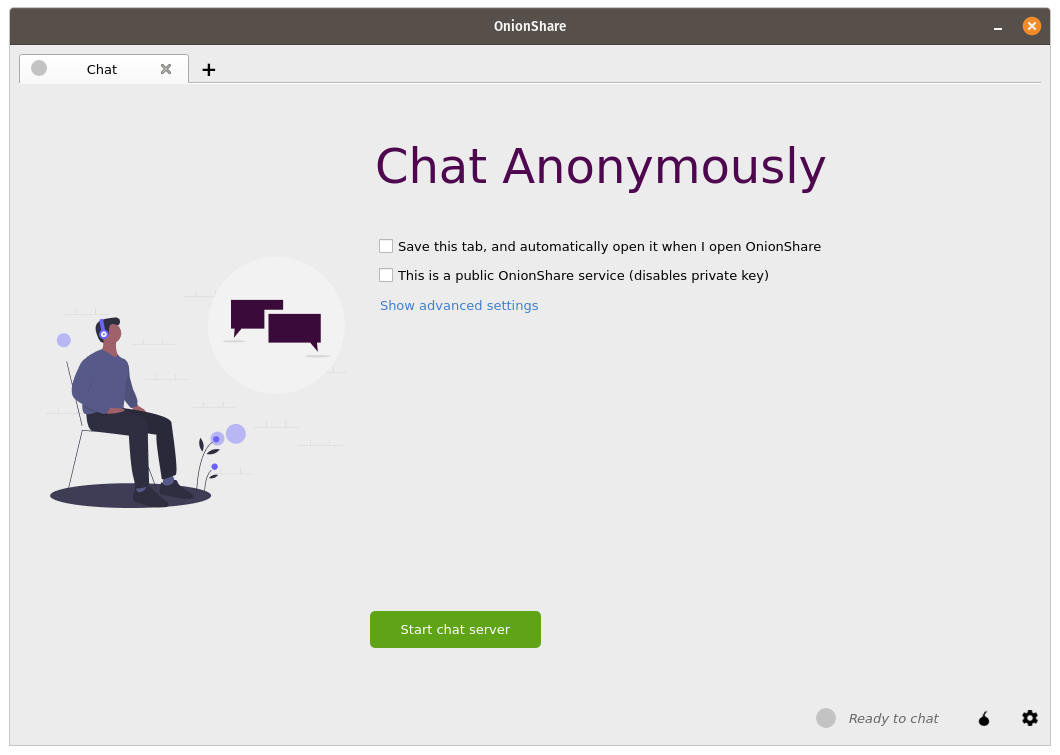 OnionShare
Chat
Chat Anonymously
Save this tab, and automatically open it when I open OnionShare
This is a public OnionShare service (disables private key)
Show advanced settings
Start chat server
Ready to chat